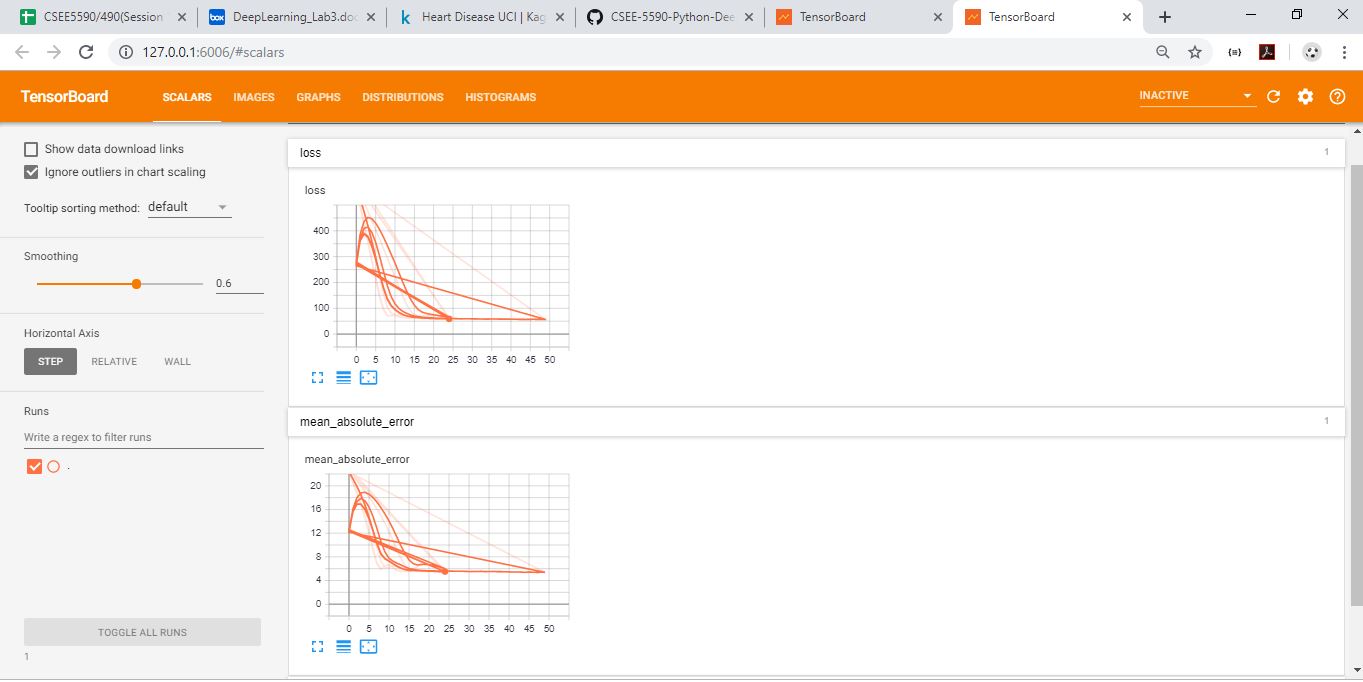 CSEE5590/490(Session
DeepLearning_Lab3.doc
Heart Disease UCI | Kag
CSEE-5590-Python-Dee
TensorBoard
TensorBoard
127.0.0.1:6006/#scalars
TensorBoard
SCALARS
IMAGES
GRAPHS
DISTRIBUTIONS
HISTOGRAMS
INACTIVE
Show data download links
Ignore outliers in chart scaling
Tooltip sorting method: default
Smoothing
0.6
Horizontal Axis
STEP RELATIVE WALL
Runs
Write a regex to filter runs
.
TOGGLE ALL RUNS
1
loss 1
loss
400
300
200
100
0
0 5 10 15 20 25 30 35 40 45 50
mean_absolute_error 1
mean_absolute_error
20
16
12
8
4
0
0 5 10 15 20 25 30 35 40 45 50